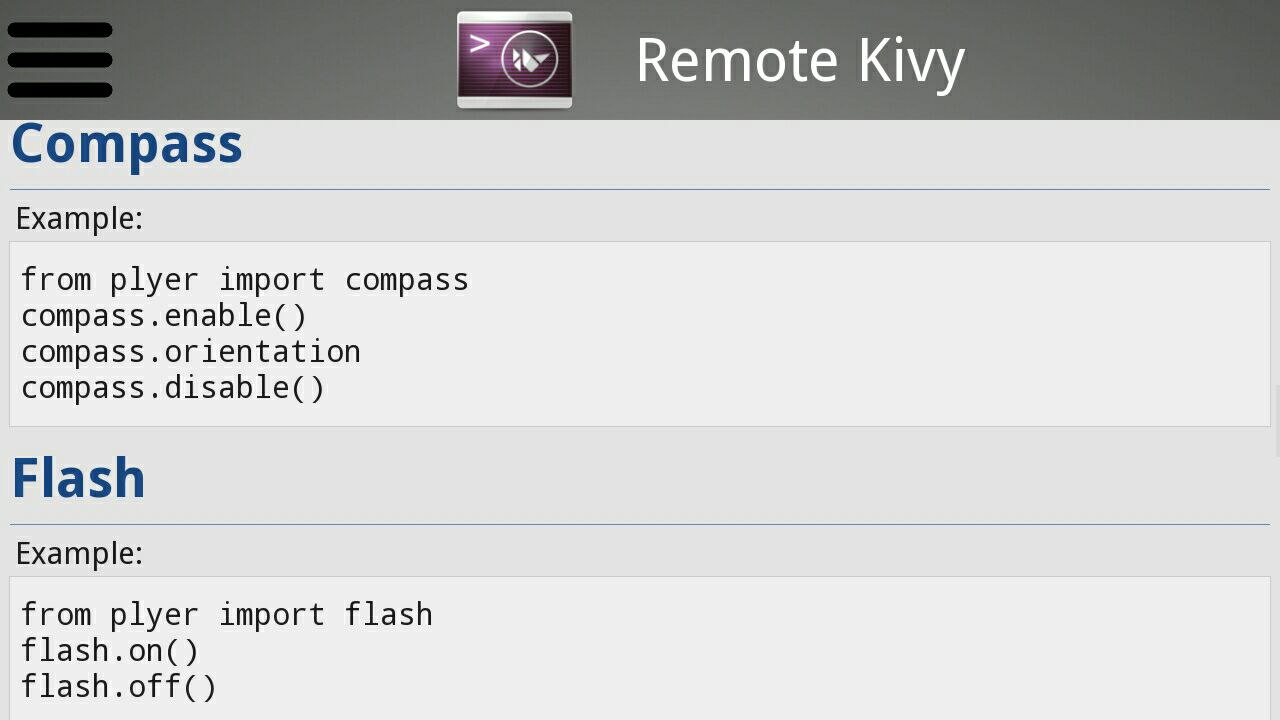 Remote Kivy
Compass
Example:
from plyer import compass
compass.enable()
compass.orientation
compass.disable()
Flash
Example:
from plyer import flash
flash.on()
flash.off()